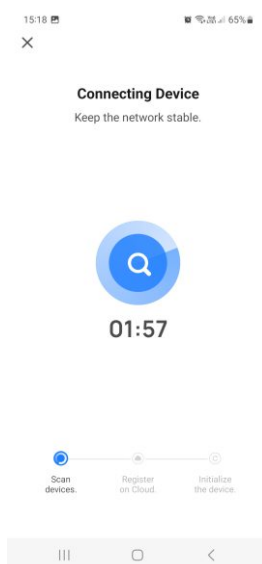 15:18 65%
Connecting Device
Keep the network stable.
01:57
Scan devices.
Register on Cloud.
Initialize the device.